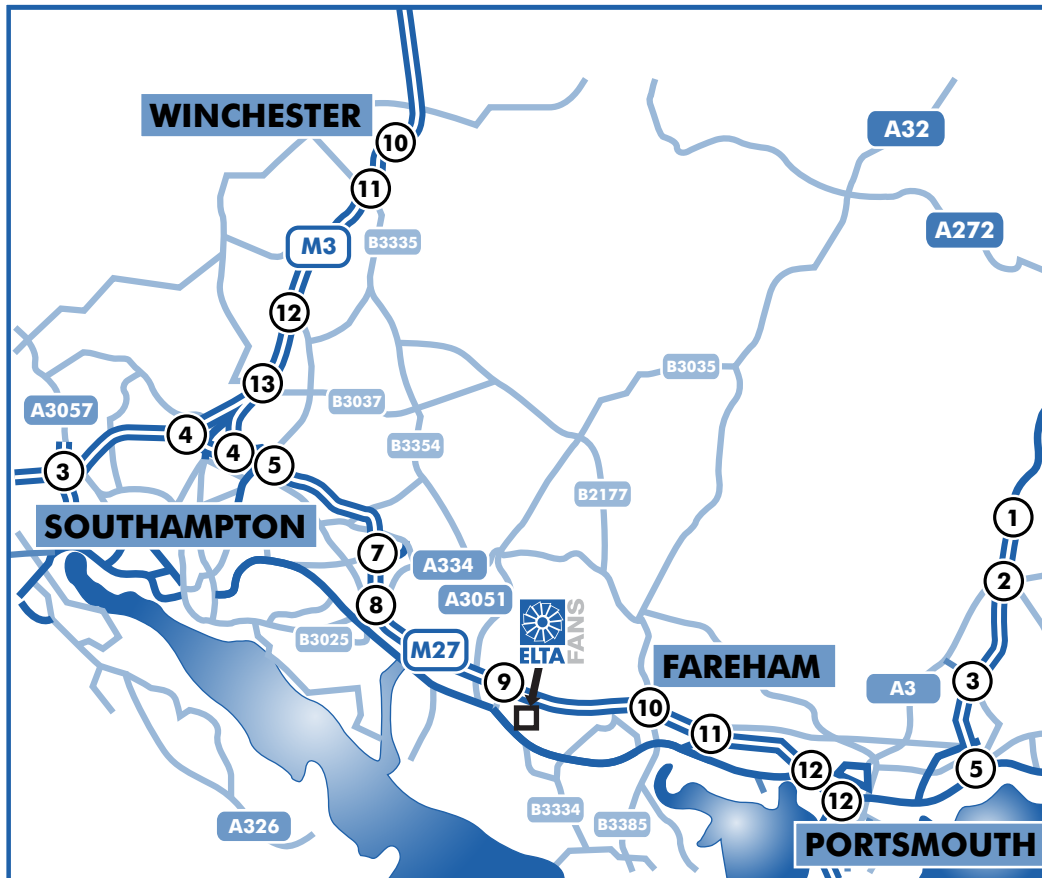 WINCHESTER
10
A32
11
A272
M3
B3335
12
B3035
13
B3037
A3057
4
B3354
4
5
3
B2177
1
SOUTHAMPTON
7
A334
2
A3051
8
B3025
M27
ELTA
FANS
FAREHAM
9
3
A3
10
11
12
5
12
B3334
B3385
A326
PORTSMOUTH